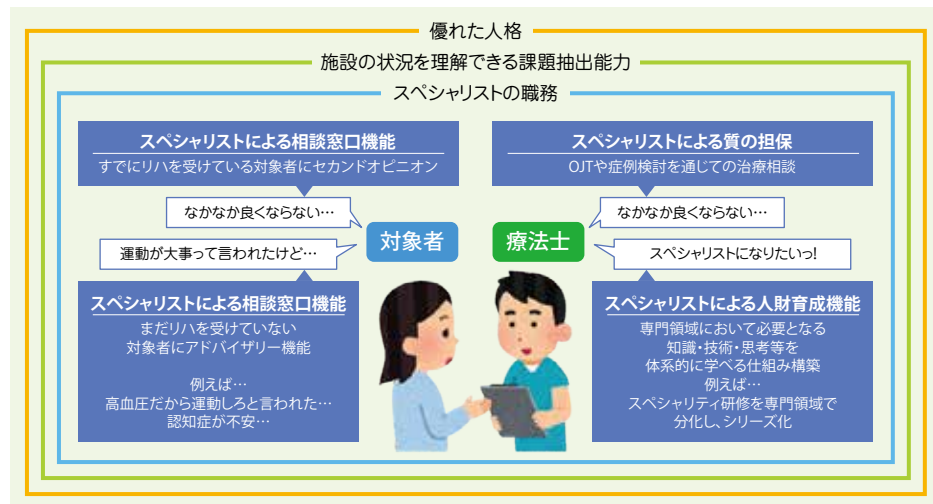 優れた人格
施設の状況を理解できる課題抽出能力
スペシャリストの職務
スペシャリストによる相談窓口機能
すでにリハを受けている対象者にセカンドオピニオン
なかなか良くならない…
対象者
運動が大事って言われたけど…
スペシャリストによる相談窓口機能
まだリハを受けていない
対象者にアドバイザリー機能
例えば…
高血圧だから運動しろと言われた…
認知症が不安…
スペシャリストによる質の担保
OJTや症例検討を通じての治療相談
なかなか良くならない…
療法士
スペシャリストになりたいっ!
スペシャリストによる人財育成機能
専門領域において必要となる
知識・技術・思考等を
体系的に学べる仕組み構築
例えば…
スペシャリティ研修を専門領域で
分化し、シリーズ化